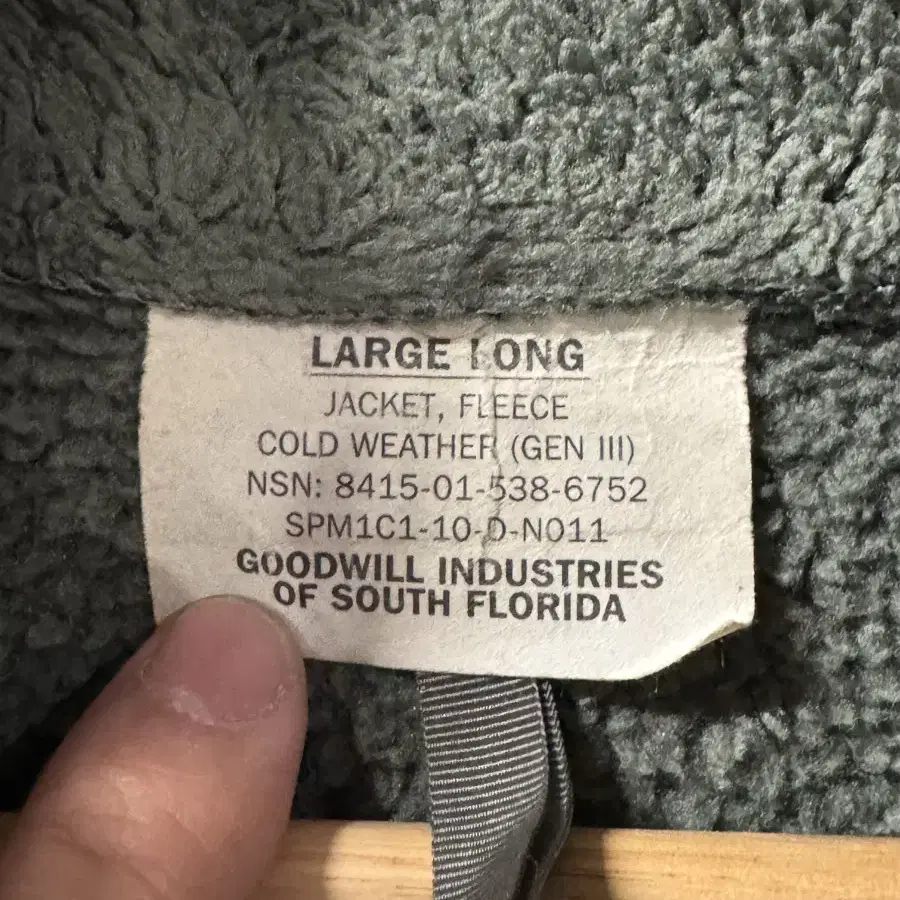 LARGE LONG
JACKET, FLEECE
COLD WEATHER (GEN III)
NSN: 8415-01-538-6752
SPM1C1-10-D-N011
GOODWILL INDUSTRIES
OF SOUTH FLORIDA